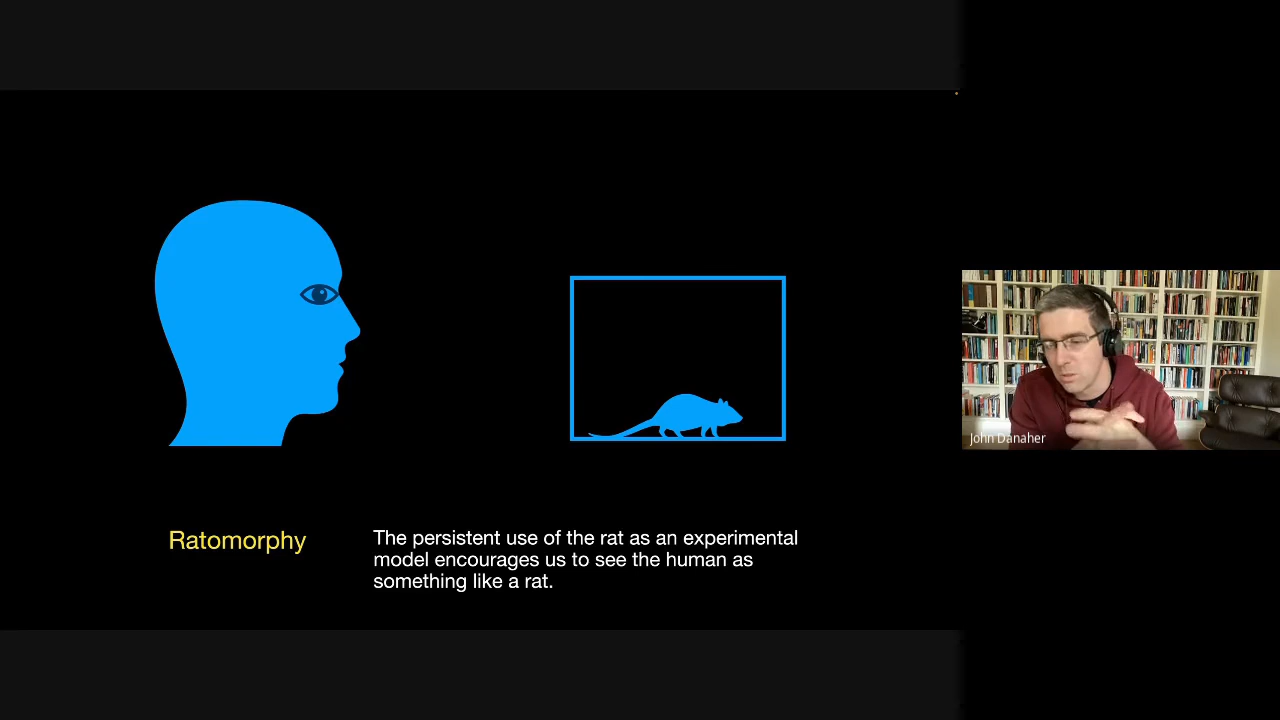 Ratomorphy
The persistent use of the rat as an experimental
model encourages us to see the human as
something like a rat.
John Danaher